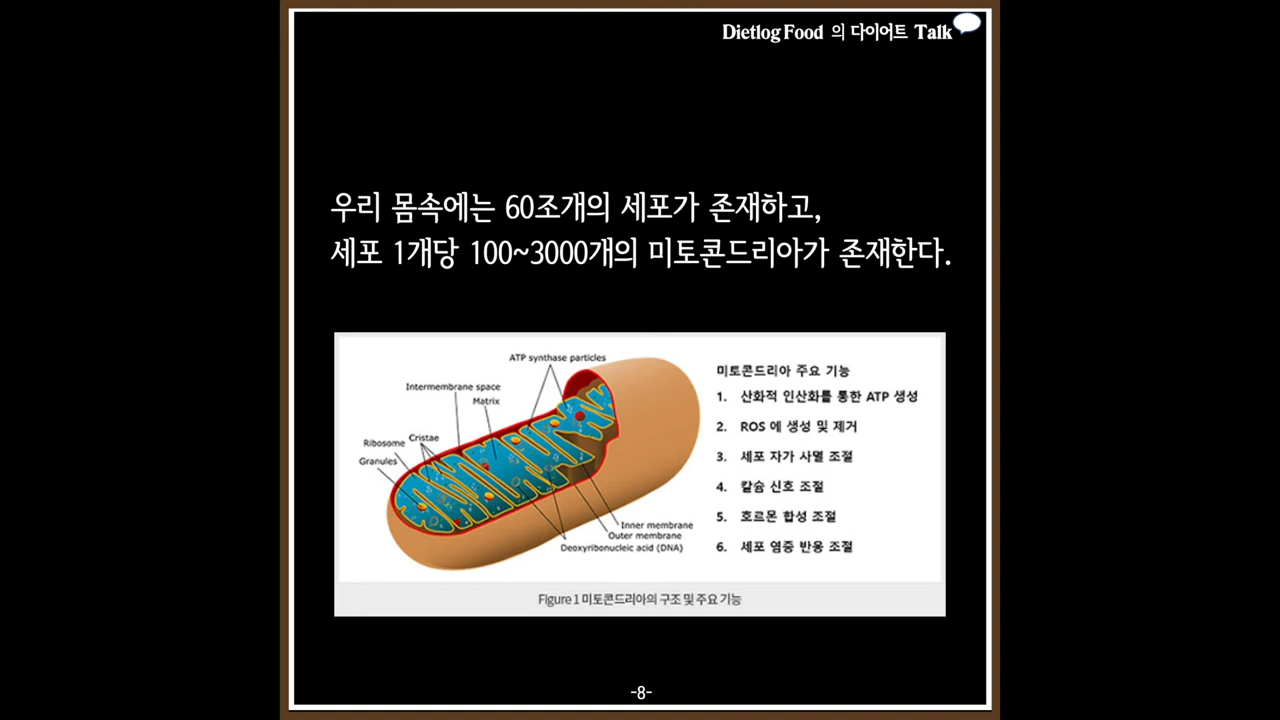 Dietlog Food 의 다이어트 Talk
우리 몸속에는 60조개의 세포가 존재하고,
세포 1개당 100~3000개의 미토콘드리아가 존재한다.
ATP synthase particles
Intermembrane space
Matrix
Cristae
Ribosome
Granules
Inner membrane
Outer membrane
Deoxyribonucleic acid (DNA)
미토콘드리아 주요 기능
1. 산화적 인산화를 통한 ATP 생성
2. ROS 에 생성 및 제거
3. 세포 자가 사멸 조절
4. 칼슘 신호 조절
5. 호르몬 합성 조절
6. 세포 염증 반응 조절
Figure 1 미토콘드리아의 구조 및 주요 기능
-8-